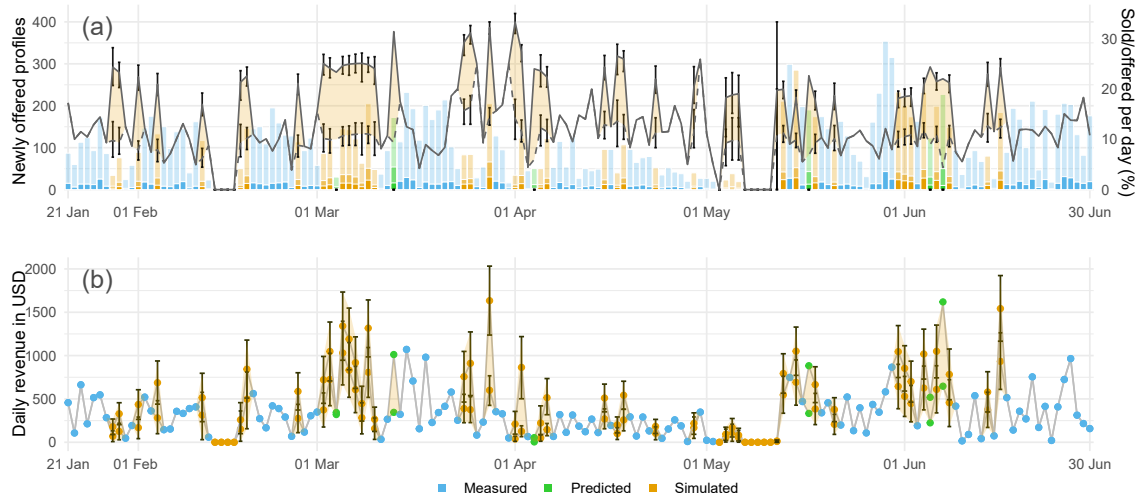 (a)
Newly offered profiles
400
300
200
100
0
Sold/offered per day (%)
30
20
10
0
21 Jan 01 Feb 01 Mar 01 Apr 01 May 01 Jun 30 Jun
(b)
Daily revenue in USD
2000
1500
1000
500
0
21 Jan 01 Feb 01 Mar 01 Apr 01 May 01 Jun 30 Jun
Measured Predicted Simulated